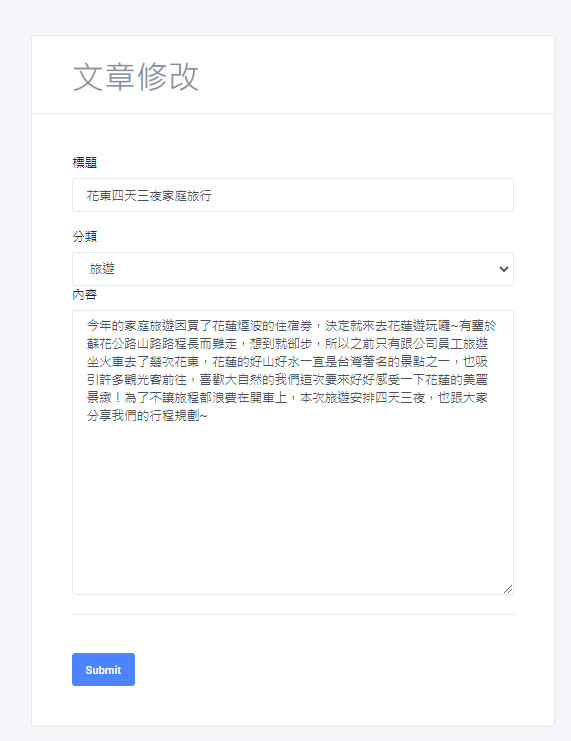 文章修改
標題
花東四天三夜家庭旅行
分類
旅遊
內容
今年的家庭旅遊因買了花蓮煙波的住宿券，決定就來去花蓮遊玩囉~有鑒於
蘇花公路山路路程長而難走，想到就卻步，所以之前只有跟公司員工旅遊
坐火車去了幾次花東，花蓮的好山好水一直是台灣著名的景點之一，也吸
引許多觀光客前往，喜歡大自然的我們這次要來好好感受一下花蓮的美麗
景緻！為了不讓旅程都浪費在開車上，本次旅遊安排四天三夜，也跟大家
分享我們的行程規劃~
Submit